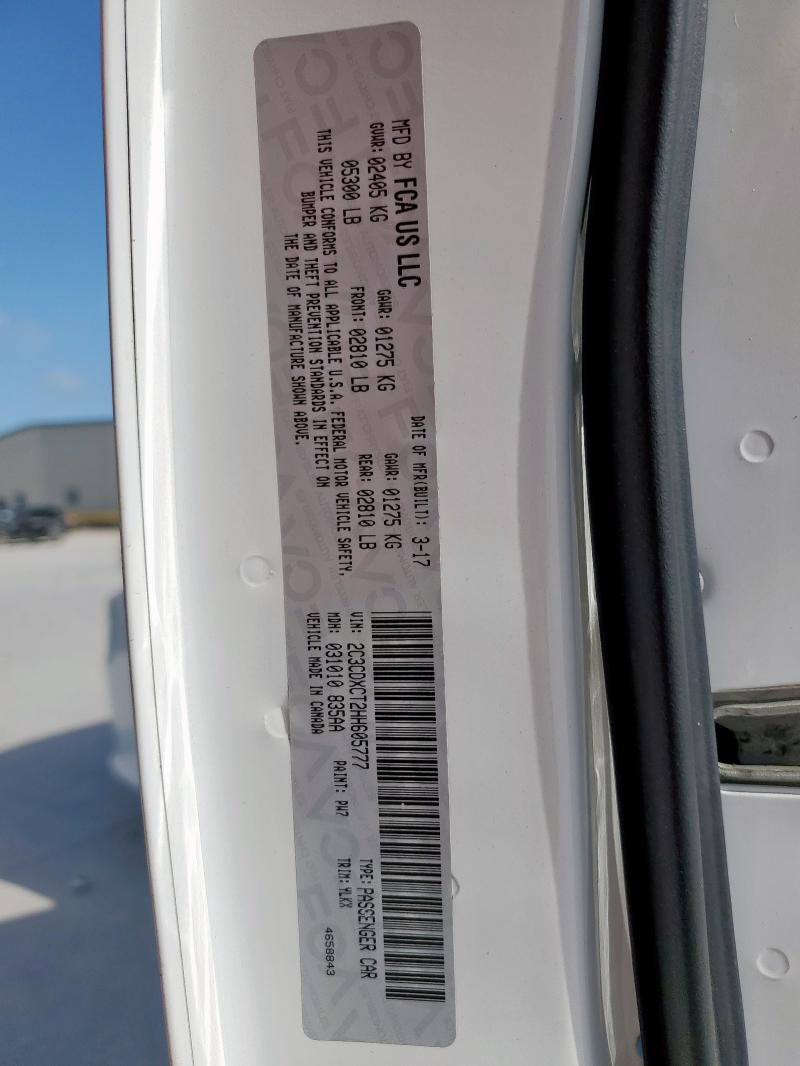 MFD BY FCA US LLC
DATE OF MFR(BUILT): 3-17
GVWR: 02405 KG GAWR: 01275 KG GAWR: 01275 KG
05300 LB FRONT: 02810 LB REAR: 02810 LB
THIS VEHICLE CONFORMS TO ALL APPLICABLE U.S.A. FEDERAL MOTOR VEHICLE SAFETY,
BUMPER AND THEFT PREVENTION STANDARDS IN EFFECT ON
THE DATE OF MANUFACTURE SHOWN ABOVE.
VIN: 2C3CDXCT2HH605777 TYPE: PASSENGER CAR
MDH: 031010 835AA PAINT: PW7 TRIM: YLKX
VEHICLE MADE IN CANADA 4658843